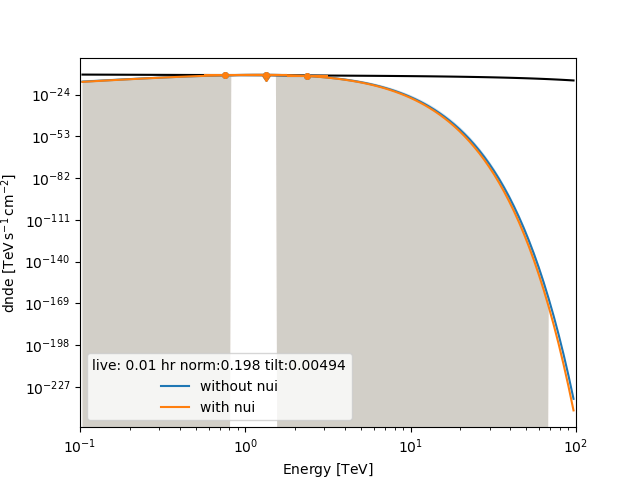 10^{-24}
10^{-53}
10^{-82}
10^{-111}
10^{-140}
10^{-169}
10^{-198}
10^{-227}
dnde [TeV s^{-1} cm^{-2}]
live: 0.01 hr norm:0.198 tilt:0.00494
without nui
with nui
10^{-1}
10^{0}
10^{1}
10^{2}
Energy [TeV]